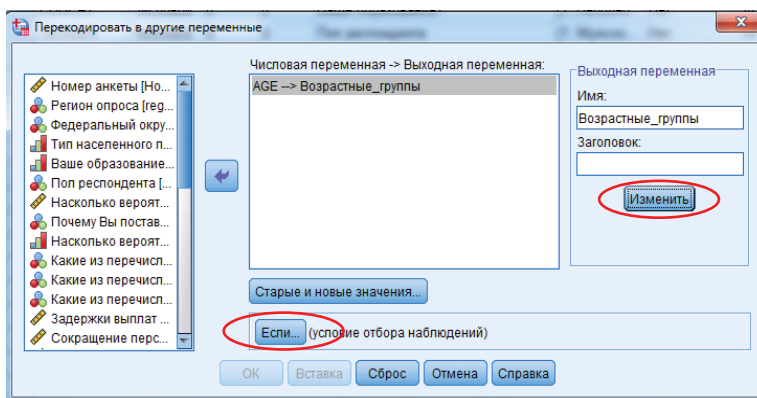 Перекодировать в другие переменные
Числовая переменная -> Выходная переменная:
AGE --> Возрастные_группы
Номер анкеты [Но...
Регион опроса [reg...
Федеральный окру...
Тип населенного п...
Ваше образование...
Пол респондента [...
Насколько вероят...
Почему Вы постав...
Насколько вероят...
Какие из перечисл...
Какие из перечисл...
Какие из перечисл...
Задержки выплат ...
Сокращение перс...
Выходная переменная
Имя:
Возрастные_группы
Заголовок:
Изменить
Старые и новые значения...
Если... (условие отбора наблюдений)
ОК Вставка Сброс Отмена Справка